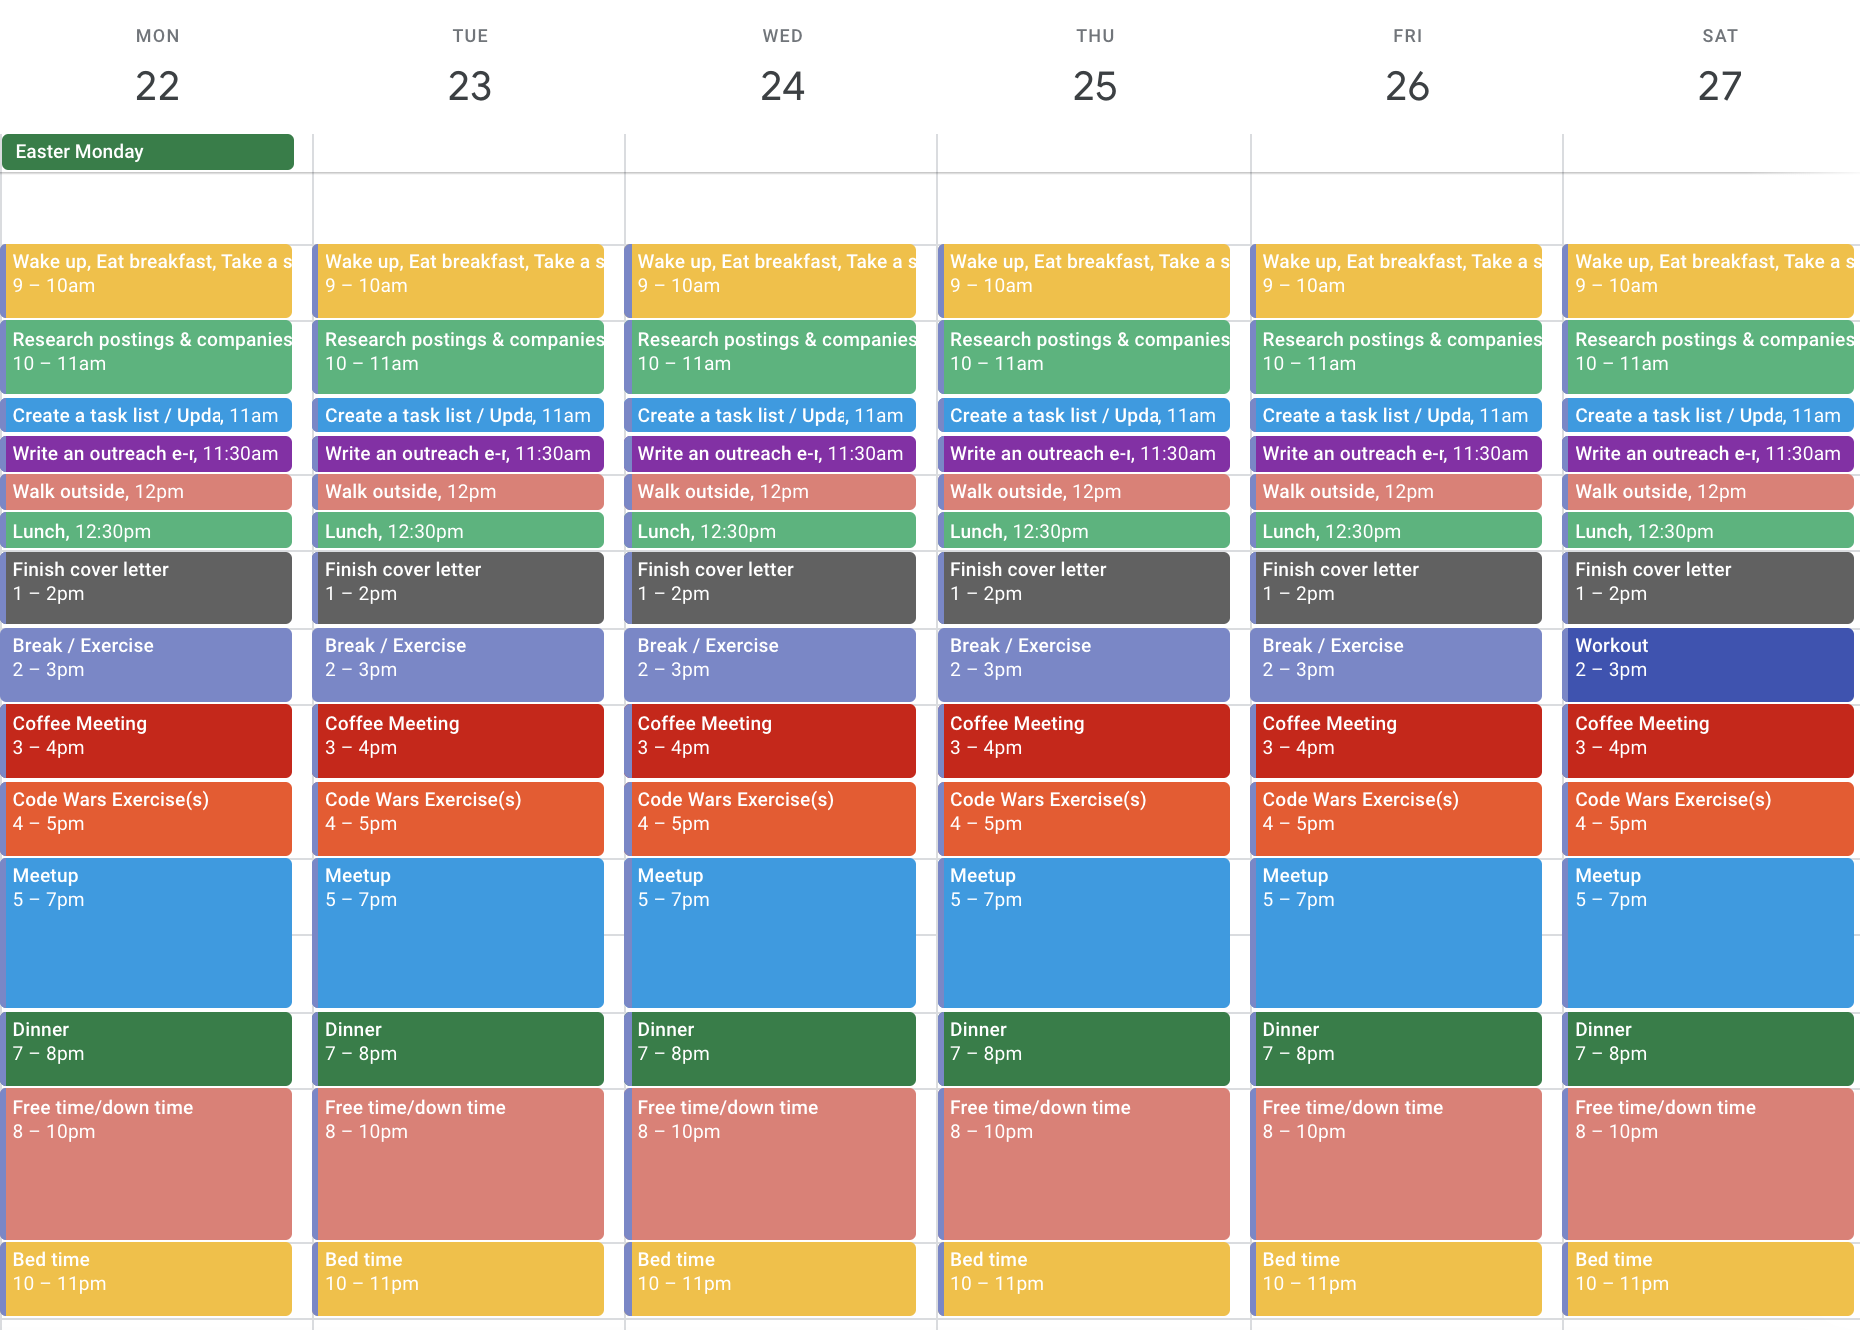 MON
22
Easter Monday
Wake up, Eat breakfast, Take a s
9 – 10am
Research postings & companies
10 – 11am
Create a task list / Upda, 11am
Write an outreach e-, 11:30am
Walk outside, 12pm
Lunch, 12:30pm
Finish cover letter
1 – 2pm
Break / Exercise
2 – 3pm
Coffee Meeting
3 – 4pm
Code Wars Exercise(s)
4 – 5pm
Meetup
5 – 7pm
Dinner
7 – 8pm
Free time/down time
8 – 10pm
Bed time
10 – 11pm
TUE
23
Wake up, Eat breakfast, Take a s
9 – 10am
Research postings & companies
10 – 11am
Create a task list / Upda, 11am
Write an outreach e-, 11:30am
Walk outside, 12pm
Lunch, 12:30pm
Finish cover letter
1 – 2pm
Break / Exercise
2 – 3pm
Coffee Meeting
3 – 4pm
Code Wars Exercise(s)
4 – 5pm
Meetup
5 – 7pm
Dinner
7 – 8pm
Free time/down time
8 – 10pm
Bed time
10 – 11pm
WED
24
Wake up, Eat breakfast, Take a s
9 – 10am
Research postings & companies
10 – 11am
Create a task list / Upda, 11am
Write an outreach e-, 11:30am
Walk outside, 12pm
Lunch, 12:30pm
Finish cover letter
1 – 2pm
Break / Exercise
2 – 3pm
Coffee Meeting
3 – 4pm
Code Wars Exercise(s)
4 – 5pm
Meetup
5 – 7pm
Dinner
7 – 8pm
Free time/down time
8 – 10pm
Bed time
10 – 11pm
THU
25
Wake up, Eat breakfast, Take a s
9 – 10am
Research postings & companies
10 – 11am
Create a task list / Upda, 11am
Write an outreach e-, 11:30am
Walk outside, 12pm
Lunch, 12:30pm
Finish cover letter
1 – 2pm
Break / Exercise
2 – 3pm
Coffee Meeting
3 – 4pm
Code Wars Exercise(s)
4 – 5pm
Meetup
5 – 7pm
Dinner
7 – 8pm
Free time/down time
8 – 10pm
Bed time
10 – 11pm
FRI
26
Wake up, Eat breakfast, Take a s
9 – 10am
Research postings & companies
10 – 11am
Create a task list / Upda, 11am
Write an outreach e-, 11:30am
Walk outside, 12pm
Lunch, 12:30pm
Finish cover letter
1 – 2pm
Break / Exercise
2 – 3pm
Coffee Meeting
3 – 4pm
Code Wars Exercise(s)
4 – 5pm
Meetup
5 – 7pm
Dinner
7 – 8pm
Free time/down time
8 – 10pm
Bed time
10 – 11pm
SAT
27
Wake up, Eat breakfast, Take a s
9 – 10am
Research postings & companies
10 – 11am
Create a task list / Upda, 11am
Write an outreach e-, 11:30am
Walk outside, 12pm
Lunch, 12:30pm
Finish cover letter
1 – 2pm
Workout
2 – 3pm
Coffee Meeting
3 – 4pm
Code Wars Exercise(s)
4 – 5pm
Meetup
5 – 7pm
Dinner
7 – 8pm
Free time/down time
8 – 10pm
Bed time
10 – 11pm